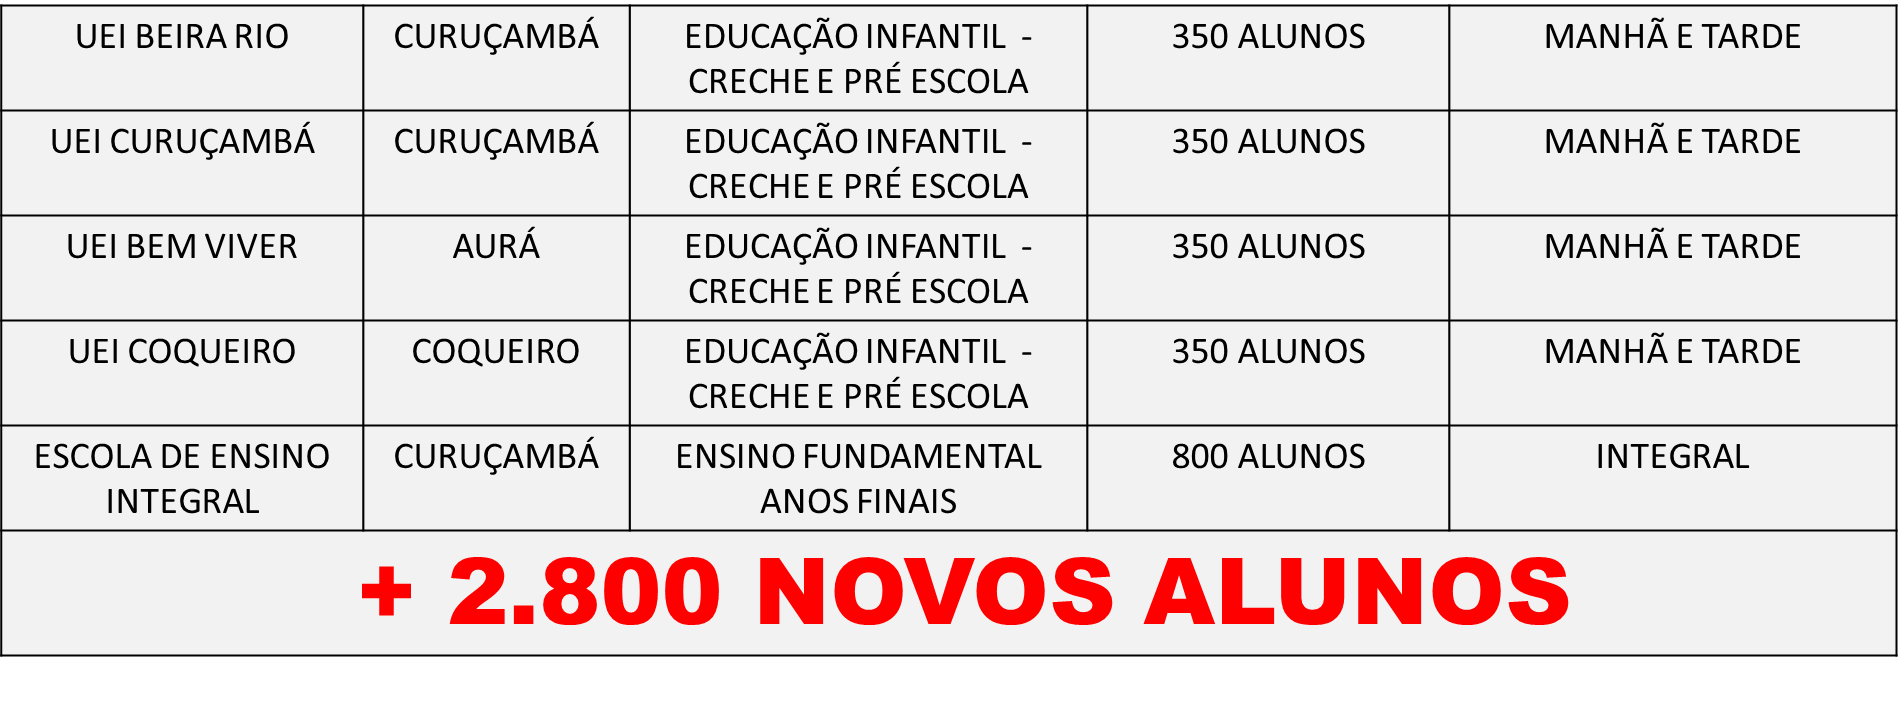 UEI BEIRA RIO CURUÇAMBÁ EDUCAÇÃO INFANTIL - 350 ALUNOS MANHÃ E TARDE
CRECHE E PRÉ ESCOLA
UEI CURUÇAMBÁ CURUÇAMBÁ EDUCAÇÃO INFANTIL - 350 ALUNOS MANHÃ E TARDE
CRECHE E PRÉ ESCOLA
UEI BEM VIVER AURÁ EDUCAÇÃO INFANTIL - 350 ALUNOS MANHÃ E TARDE
CRECHE E PRÉ ESCOLA
UEI COQUEIRO COQUEIRO EDUCAÇÃO INFANTIL - 350 ALUNOS MANHÃ E TARDE
CRECHE E PRÉ ESCOLA
ESCOLA DE ENSINO CURUÇAMBÁ ENSINO FUNDAMENTAL 800 ALUNOS INTEGRAL
INTEGRAL ANOS FINAIS
+ 2.800 NOVOS ALUNOS